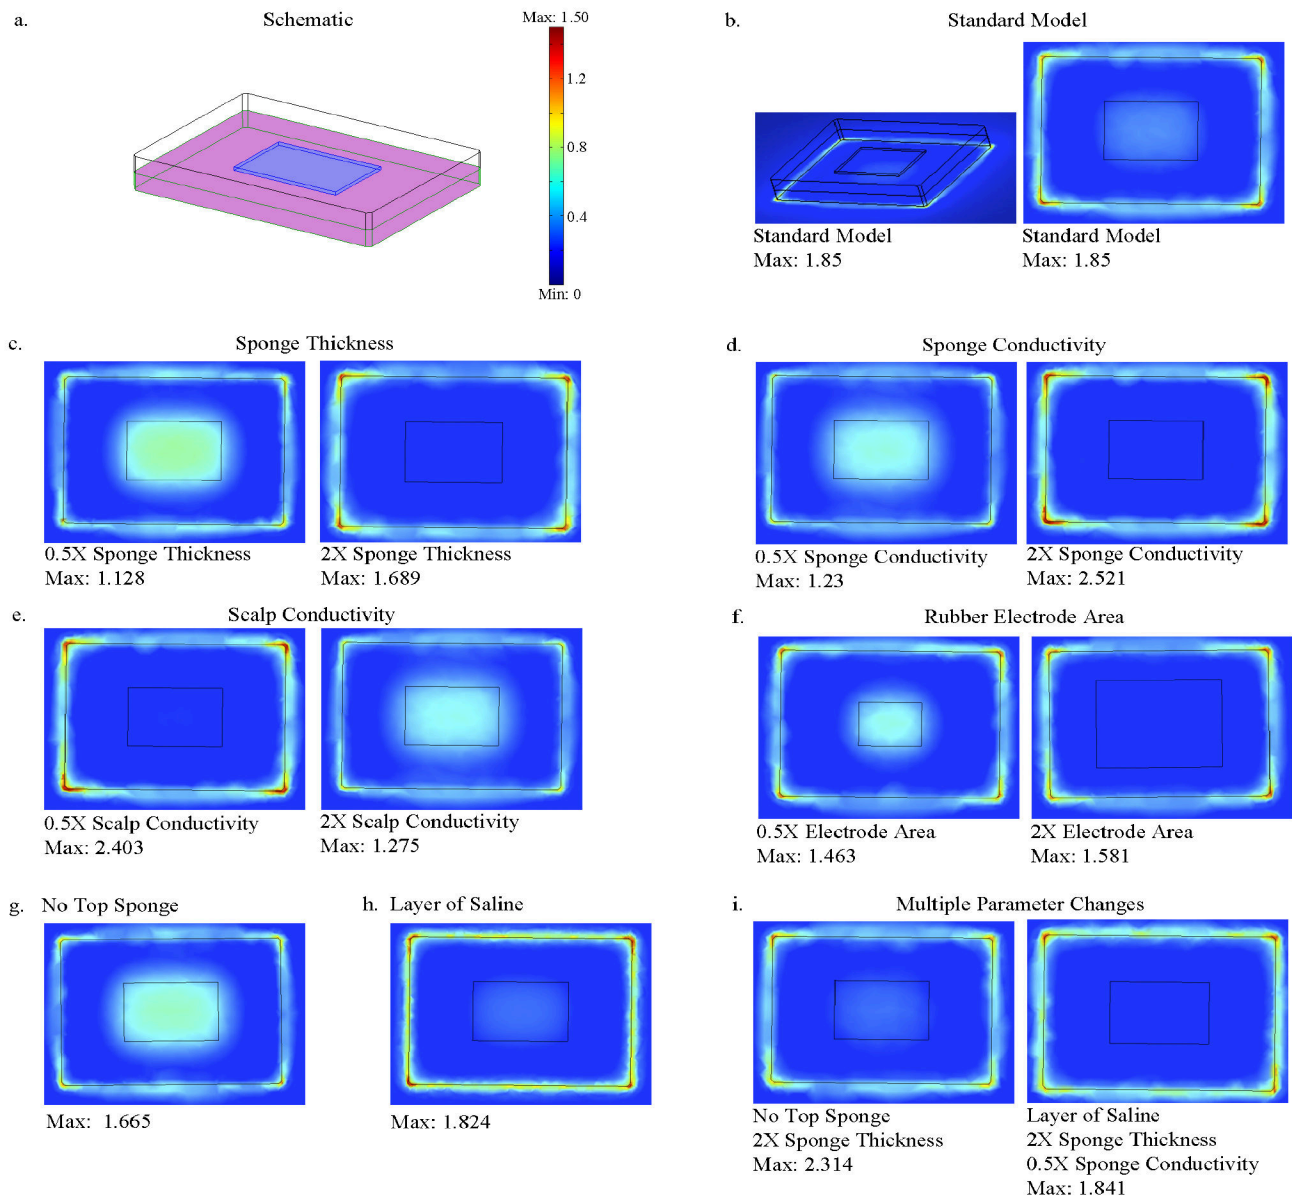 a.
Schematic
Max: 1.50
1.2
0.8
0.4
Min: 0
b.
Standard Model
Standard Model
Max: 1.85
Standard Model
Max: 1.85
c.
Sponge Thickness
0.5X Sponge Thickness
Max: 1.128
2X Sponge Thickness
Max: 1.689
d.
Sponge Conductivity
0.5X Sponge Conductivity
Max: 1.23
2X Sponge Conductivity
Max: 2.521
e.
Scalp Conductivity
0.5X Scalp Conductivity
Max: 2.403
2X Scalp Conductivity
Max: 1.275
f.
Rubber Electrode Area
0.5X Electrode Area
Max: 1.463
2X Electrode Area
Max: 1.581
g. No Top Sponge
Max: 1.665
h. Layer of Saline
Max: 1.824
i.
Multiple Parameter Changes
No Top Sponge
2X Sponge Thickness
Max: 2.314
Layer of Saline
2X Sponge Thickness
0.5X Sponge Conductivity
Max: 1.841